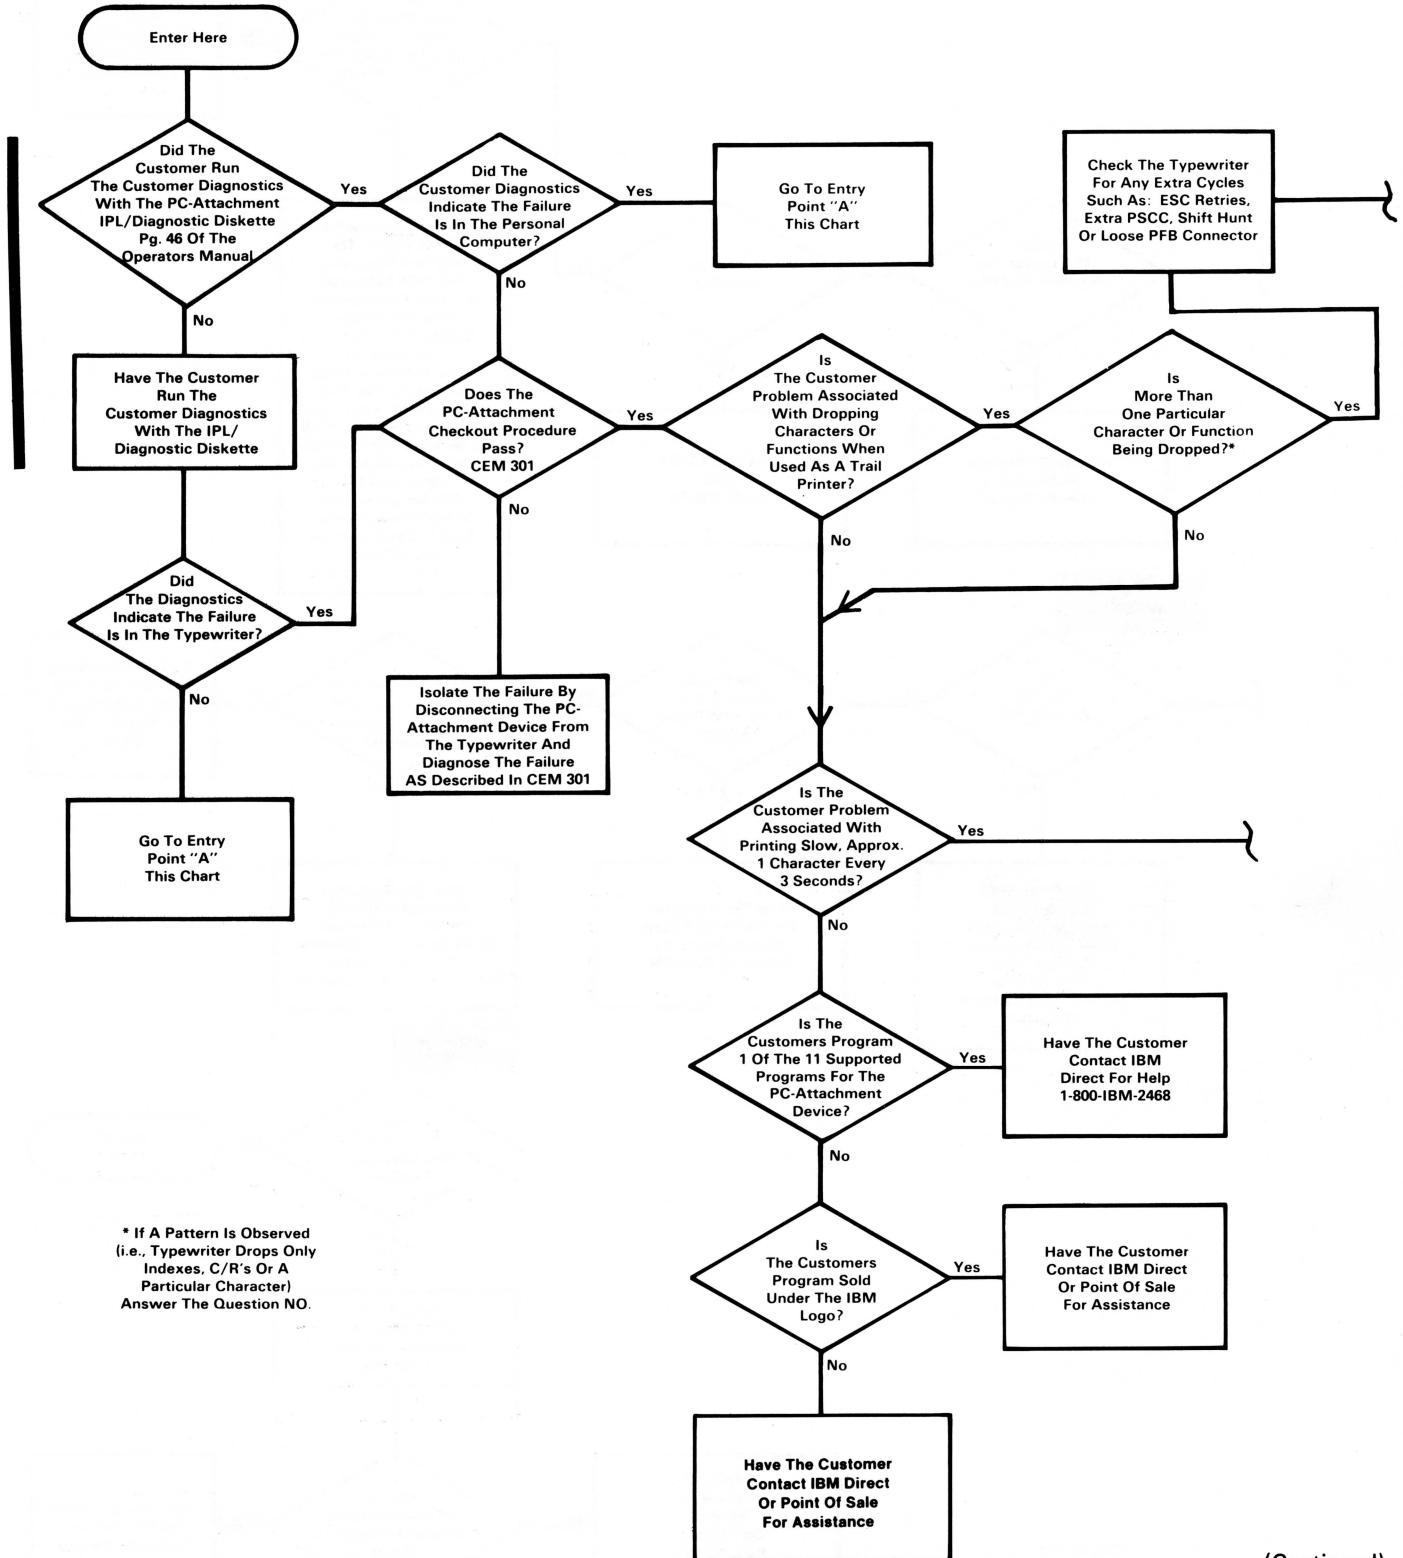 Enter Here
Did The
Customer Run
The Customer Diagnostics
With The PC-Attachment
IPL/Diagnostic Diskette
Pg. 46 Of The
Operators Manual
Yes
No
Did The
Customer Diagnostics
Indicate The Failure
Is In The Personal
Computer?
Yes
No
Go To Entry
Point "A"
This Chart
Check The Typewriter
For Any Extra Cycles
Such As: ESC Retries,
Extra PSCC, Shift Hunt
Or Loose PFB Connector
Have The Customer
Run The
Customer Diagnostics
With The IPL/
Diagnostic Diskette
Does The
PC-Attachment
Checkout Procedure
Pass?
CEM 301
Yes
No
Is
The Customer
Problem Associated
With Dropping
Characters Or
Functions When
Used As A Trail
Printer?
Yes
No
Is
More Than
One Particular
Character Or Function
Being Dropped?*
Yes
No
Did
The Diagnostics
Indicate The Failure
Is In The Typewriter?
Yes
No
Isolate The Failure By
Disconnecting The PC-
Attachment Device From
The Typewriter And
Diagnose The Failure
AS Described In CEM 301
Go To Entry
Point "A"
This Chart
Is The
Customer Problem
Associated With
Printing Slow, Approx.
1 Character Every
3 Seconds?
Yes
No
Is The
Customers Program
1 Of The 11 Supported
Programs For The
PC-Attachment
Device?
Yes
No
Have The Customer
Contact IBM
Direct For Help
1-800-IBM-2468
* If A Pattern Is Observed
(i.e., Typewriter Drops Only
Indexes, C/R's Or A
Particular Character)
Answer The Question NO.
Is
The Customers
Program Sold
Under The IBM
Logo?
Yes
No
Have The Customer
Contact IBM Direct
Or Point Of Sale
For Assistance
Have The Customer
Contact IBM Direct
Or Point Of Sale
For Assistance
(Continued)